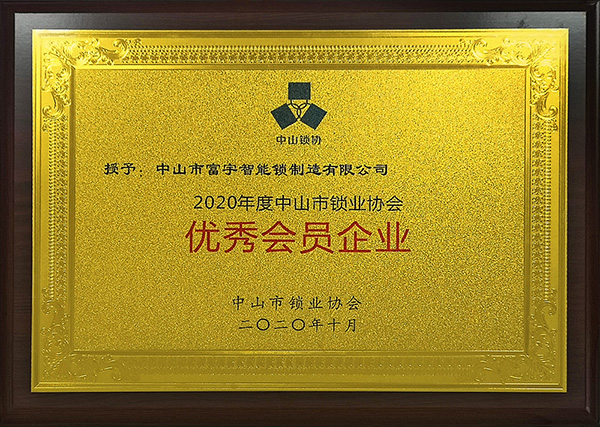 中山锁协
授予：中山市富宇智能锁制造有限公司
2020年度中山市锁业协会
优秀会员企业
中山市锁业协会
二〇二〇年十月